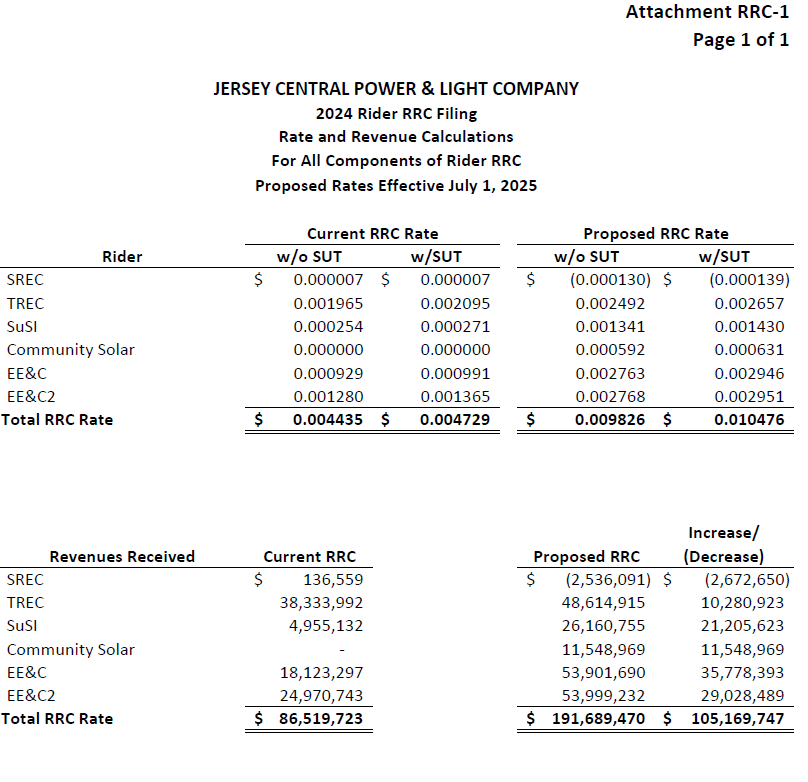 Attachment RRC-1
Page 1 of 1
JERSEY CENTRAL POWER & LIGHT COMPANY
2024 Rider RRC Filing
Rate and Revenue Calculations
For All Components of Rider RRC
Proposed Rates Effective July 1, 2025
Current RRC Rate Proposed RRC Rate
Rider w/o SUT w/SUT w/o SUT w/SUT
SREC $ 0.000007 $ 0.000007 $ (0.000130) $ (0.000139)
TREC 0.001965 0.002095 0.002492 0.002657
SuSI 0.000254 0.000271 0.001341 0.001430
Community Solar 0.000000 0.000000 0.000592 0.000631
EE&C 0.000929 0.000991 0.002763 0.002946
EE&C2 0.001280 0.001365 0.002768 0.002951
Total RRC Rate $ 0.004435 $ 0.004729 $ 0.009826 $ 0.010476
Increase/
Revenues Received Current RRC Proposed RRC (Decrease)
SREC $ 136,559 $ (2,536,091) $ (2,672,650)
TREC 38,333,992 48,614,915 10,280,923
SuSI 4,955,132 26,160,755 21,205,623
Community Solar - 11,548,969 11,548,969
EE&C 18,123,297 53,901,690 35,778,393
EE&C2 24,970,743 53,999,232 29,028,489
Total RRC Rate $ 86,519,723 $ 191,689,470 $ 105,169,747